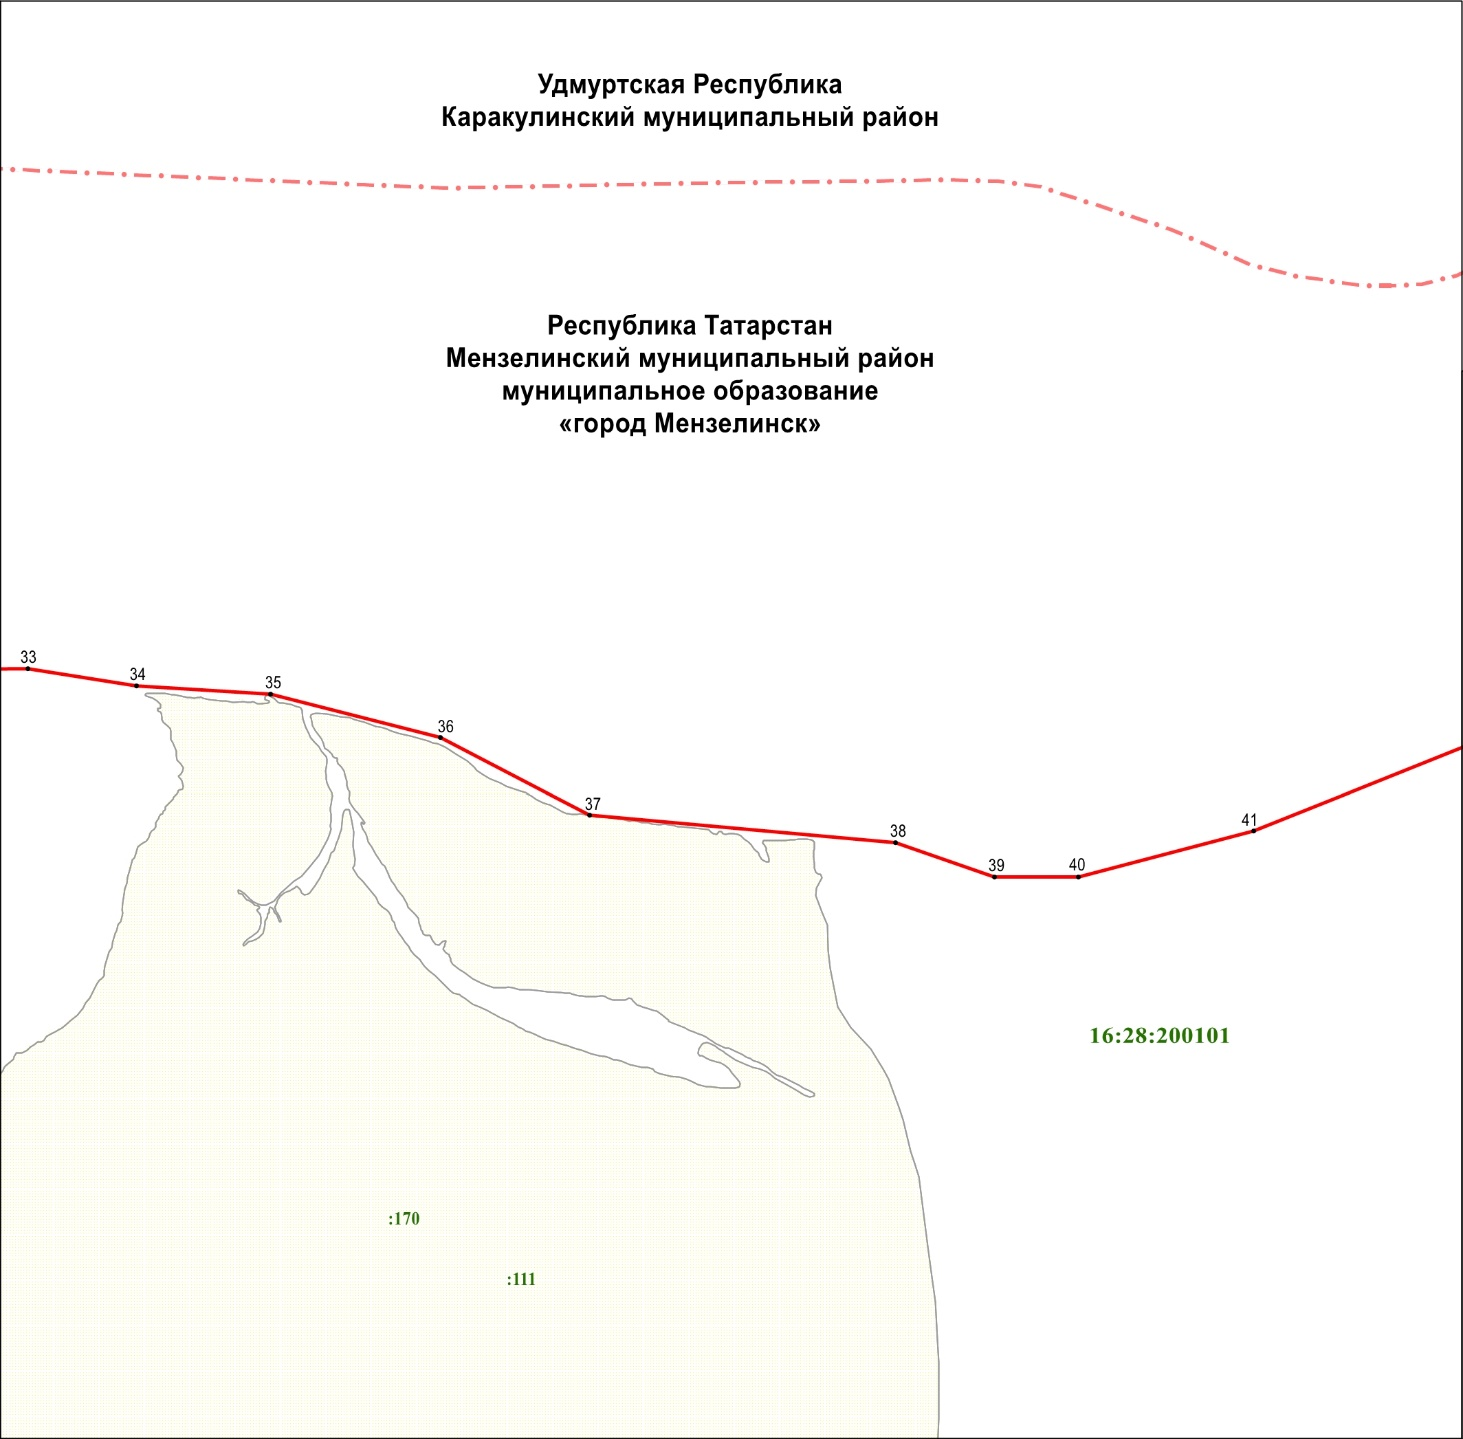 Удмуртская Республика
Каракулинский муниципальный район
Республика Татарстан
Мензелинский муниципальный район
муниципальное образование
«город Мензелинск»
33
34
35
36
37
38
39
40
41
16:28:200101
:170
:111